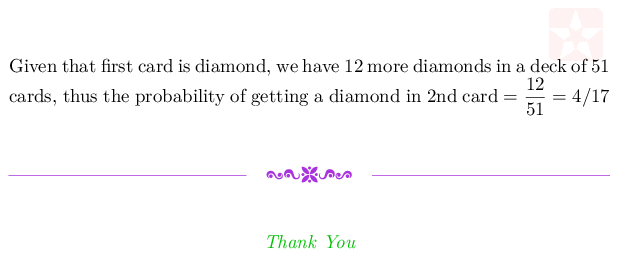 Given that first card is diamond, we have 12 more diamonds in a deck of 51
cards, thus the probability of getting a diamond in 2nd card = 12/51 = 4/17
Thank You